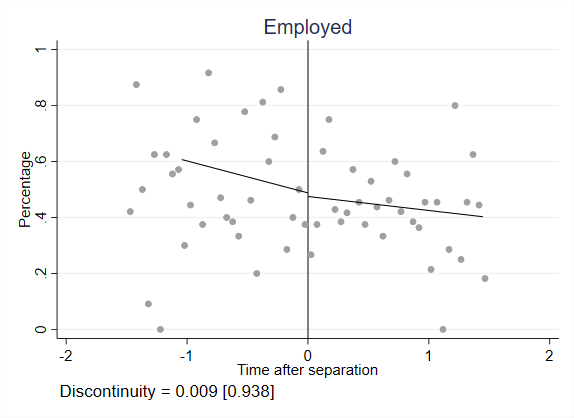 Employed
Percentage
1
.8
.6
.4
.2
0
-2 -1 0 1 2
Time after separation
Discontinuity = 0.009 [0.938]